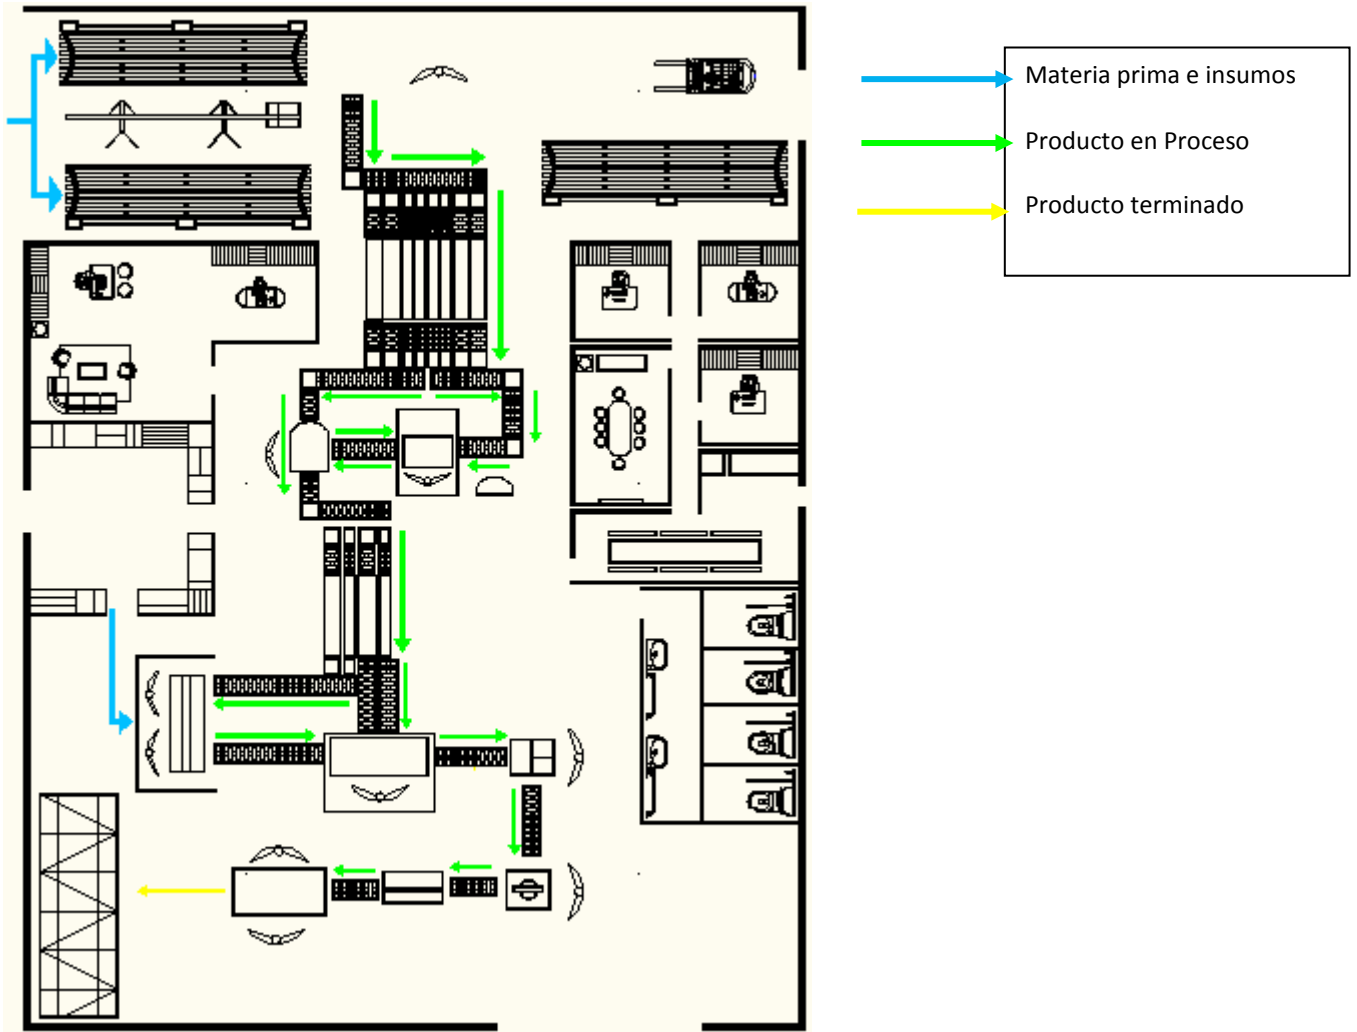 Materia prima e insumos
Producto en Proceso
Producto terminado